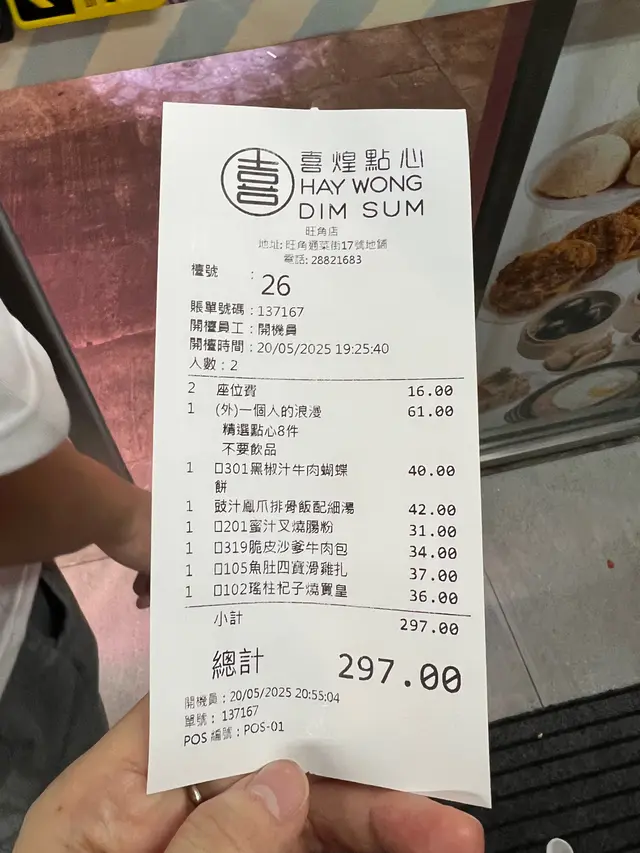 喜 喜煌點心
HAY WONG
DIM SUM
旺角店
地址: 旺角通菜街17號地鋪
電話: 28821683
檯號 : 26
賬單號碼 : 137167
開檯員工 : 開機員
開檯時間 : 20/05/2025 19:25:40
人數 : 2
2 座位費 16.00
1 (外)一個人的浪漫 61.00
精選點心8件
不要飲品
1 口301黑椒汁牛肉蝴蝶 40.00
餅
1 豉汁鳳爪排骨飯配細湯 42.00
1 口201蜜汁叉燒腸粉 31.00
1 口319脆皮沙爹牛肉包 34.00
1 口105魚肚四寶滑雞扎 37.00
1 口102瑤柱杞子燒賣皇 36.00
小計 297.00
總計 297.00
開機員 : 20/05/2025 20:55:04
單號 : 137167
POS 編號 : POS-01